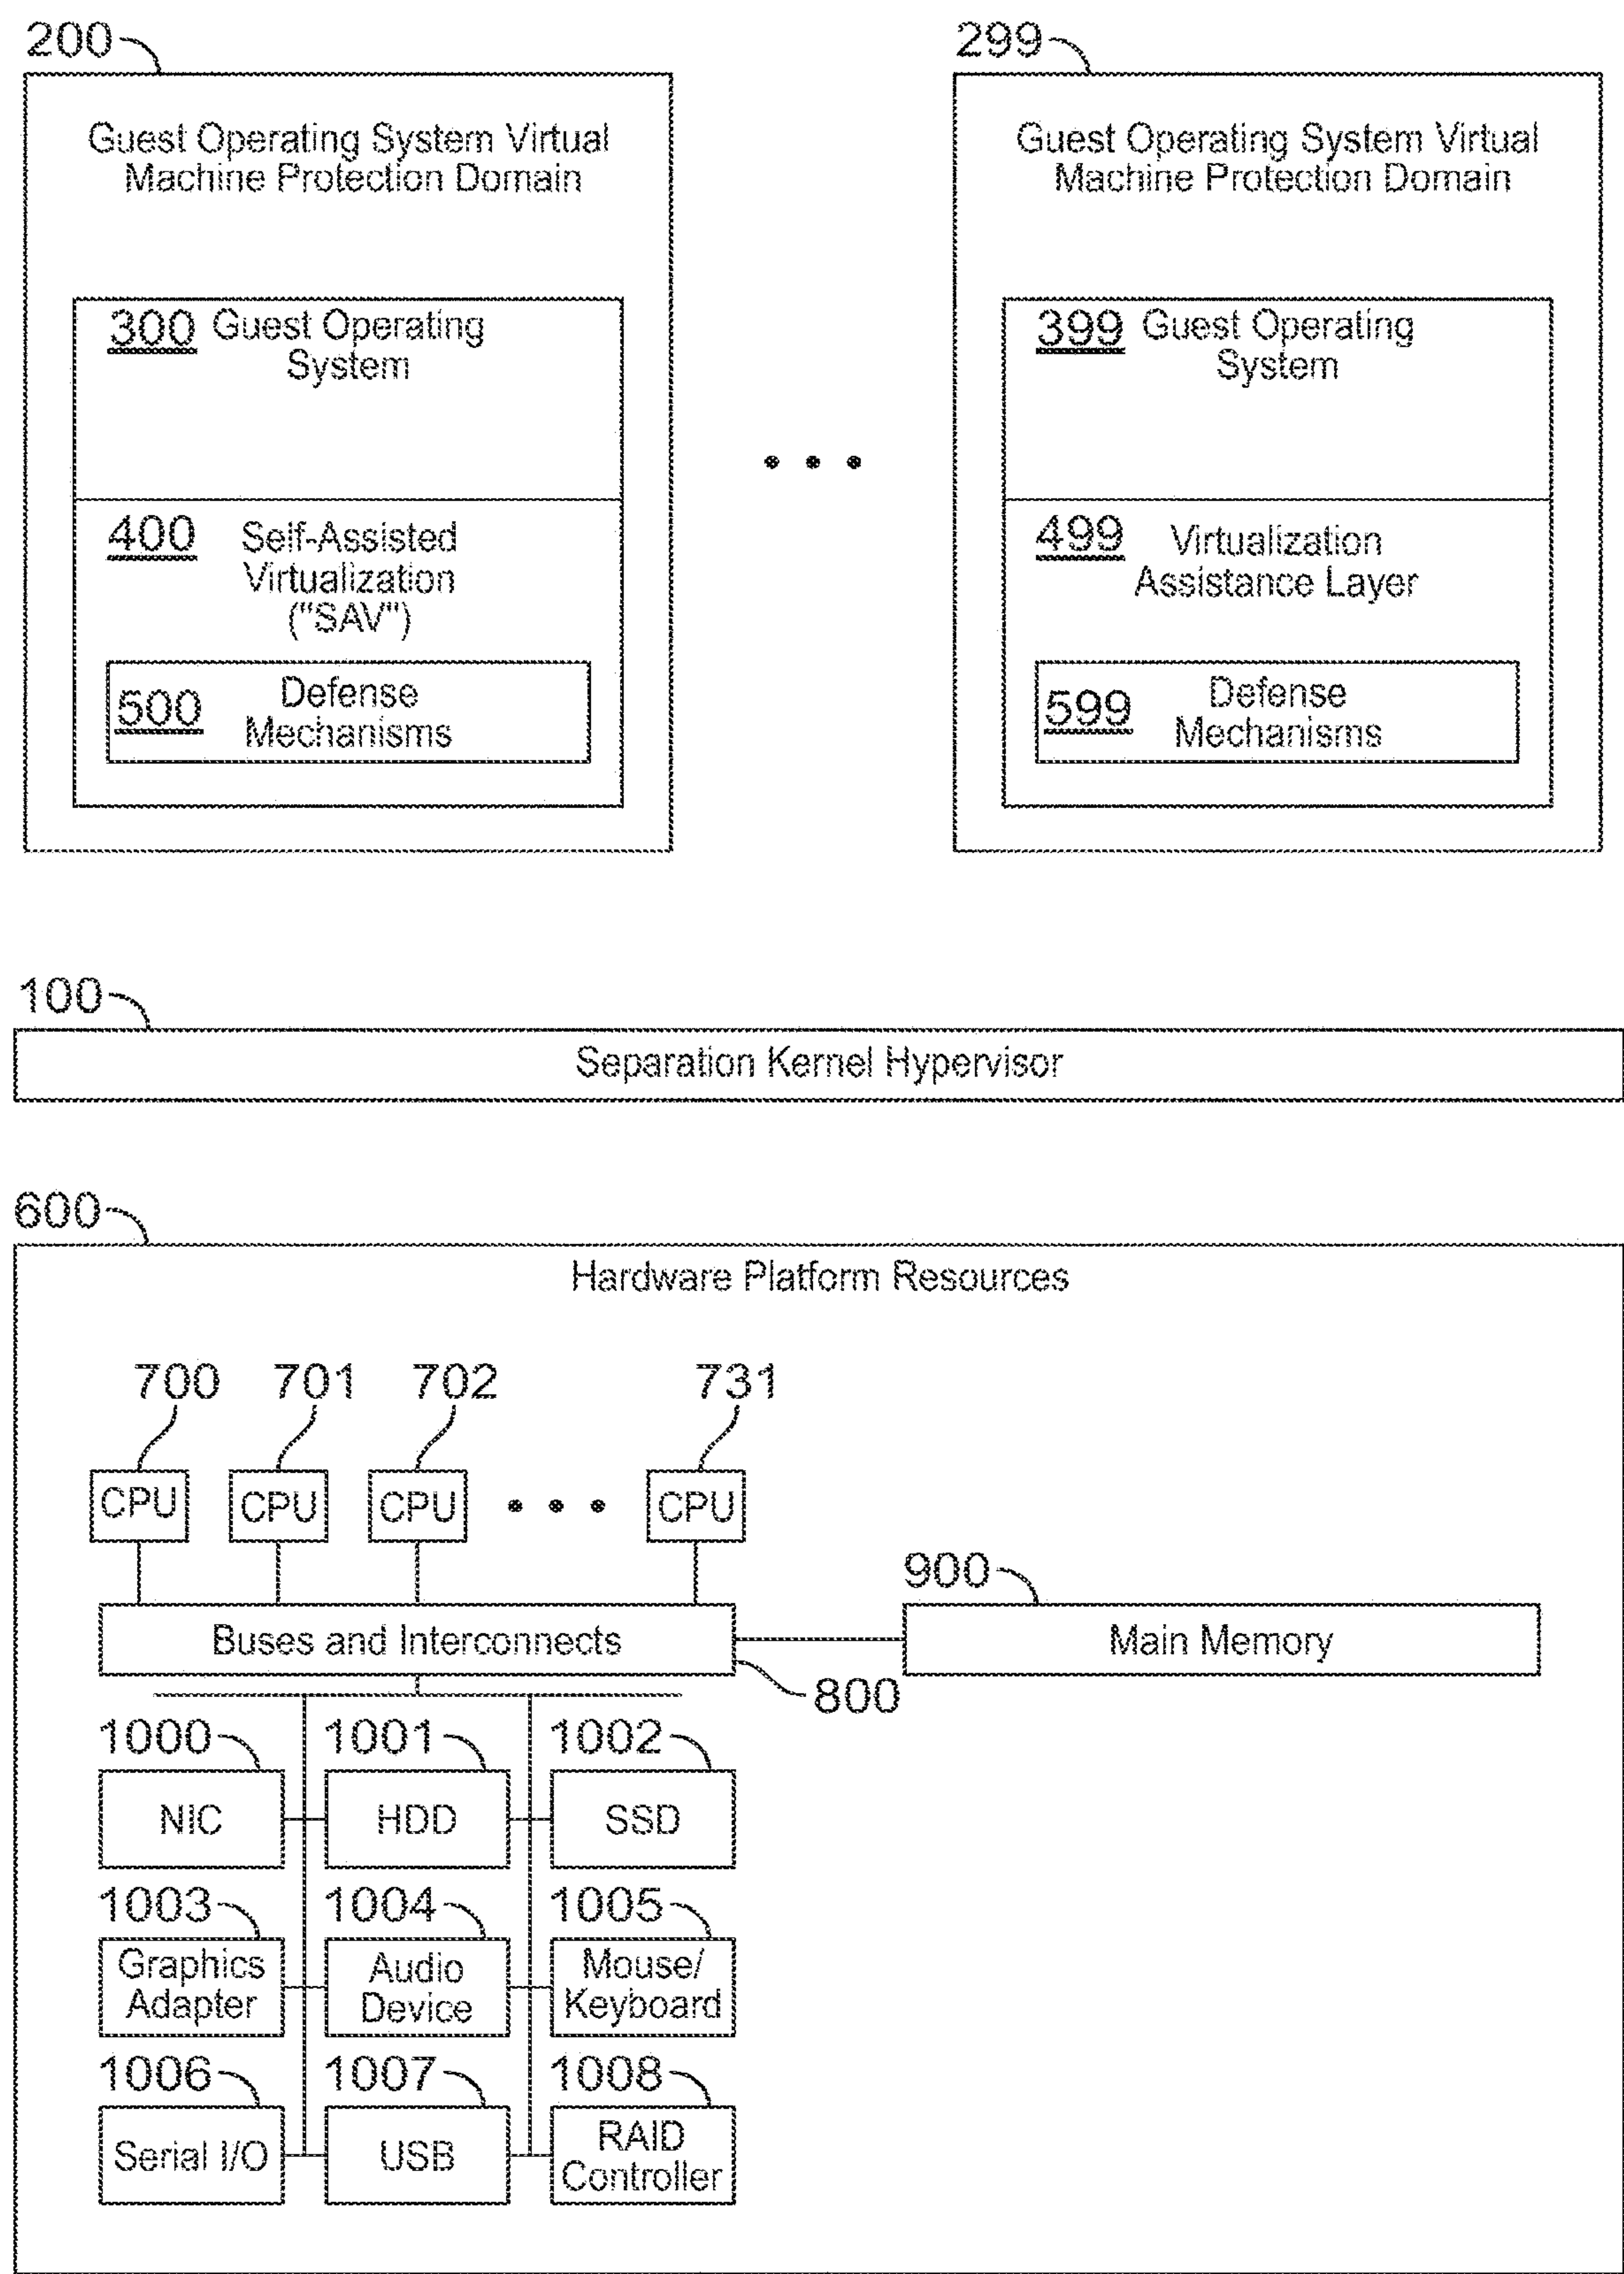 200
299
Guest Operating System Virtual
Machine Protection Domain
Guest Operating System Virtual
Machine Protection Domain
300 Guest Operating
System
399 Guest Operating
System
400 Self-Assisted
Virtualization
("SAV")
499 Virtualization
Assistance Layer
500 Defense
Mechanisms
599 Defense
Mechanisms
100
Separation Kernel Hypervisor
600
Hardware Platform Resources
700 701 702 731
CPU CPU CPU CPU
900
Buses and Interconnects
Main Memory
800
1000 1001 1002
NIC HDD SSD
1003 1004 1005
Graphics
Adapter
Audio
Device
Mouse/
Keyboard
1006 1007 1008
Serial I/O
USB
RAID
Controller